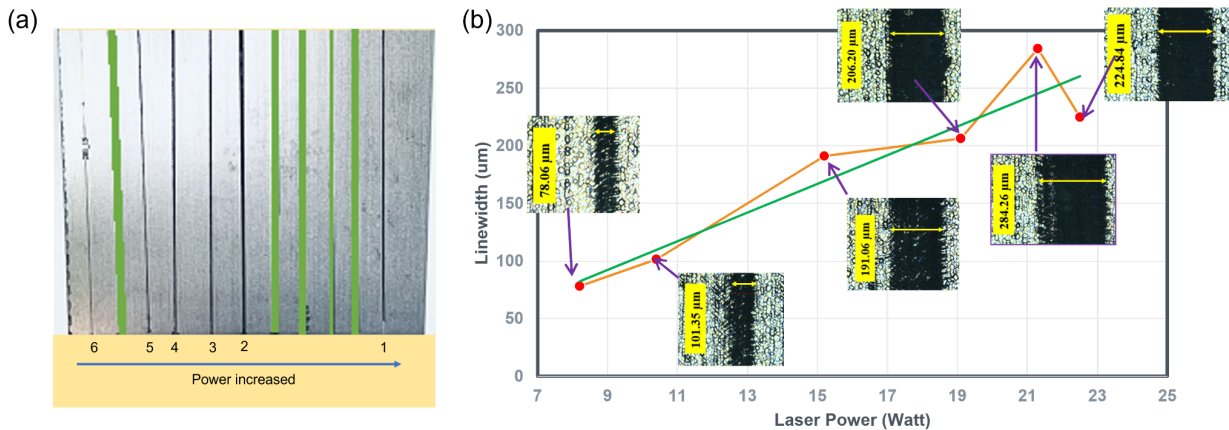 (a)
6 5 4 3 2 1
Power increased
(b)
Linewidth (um)
300
250
200
150
100
50
0
7 9 11 13 15 17 19 21 23 25
Laser Power (Watt)
78.06 µm
101.35 µm
191.06 µm
206.20 µm
284.26 µm
224.84 µm